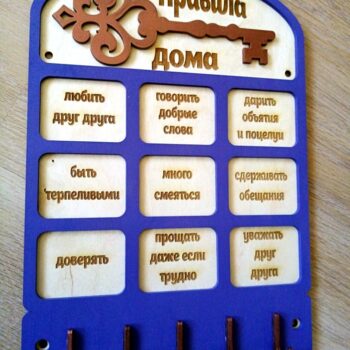 правила
дома
любить
друг друга
говорить
добрые
слова
дарить
объятия
и поцелуи
быть
терпеливыми
много
смеяться
сдерживать
обещания
доверять
прощать
даже если
трудно
уважать
друг
друга